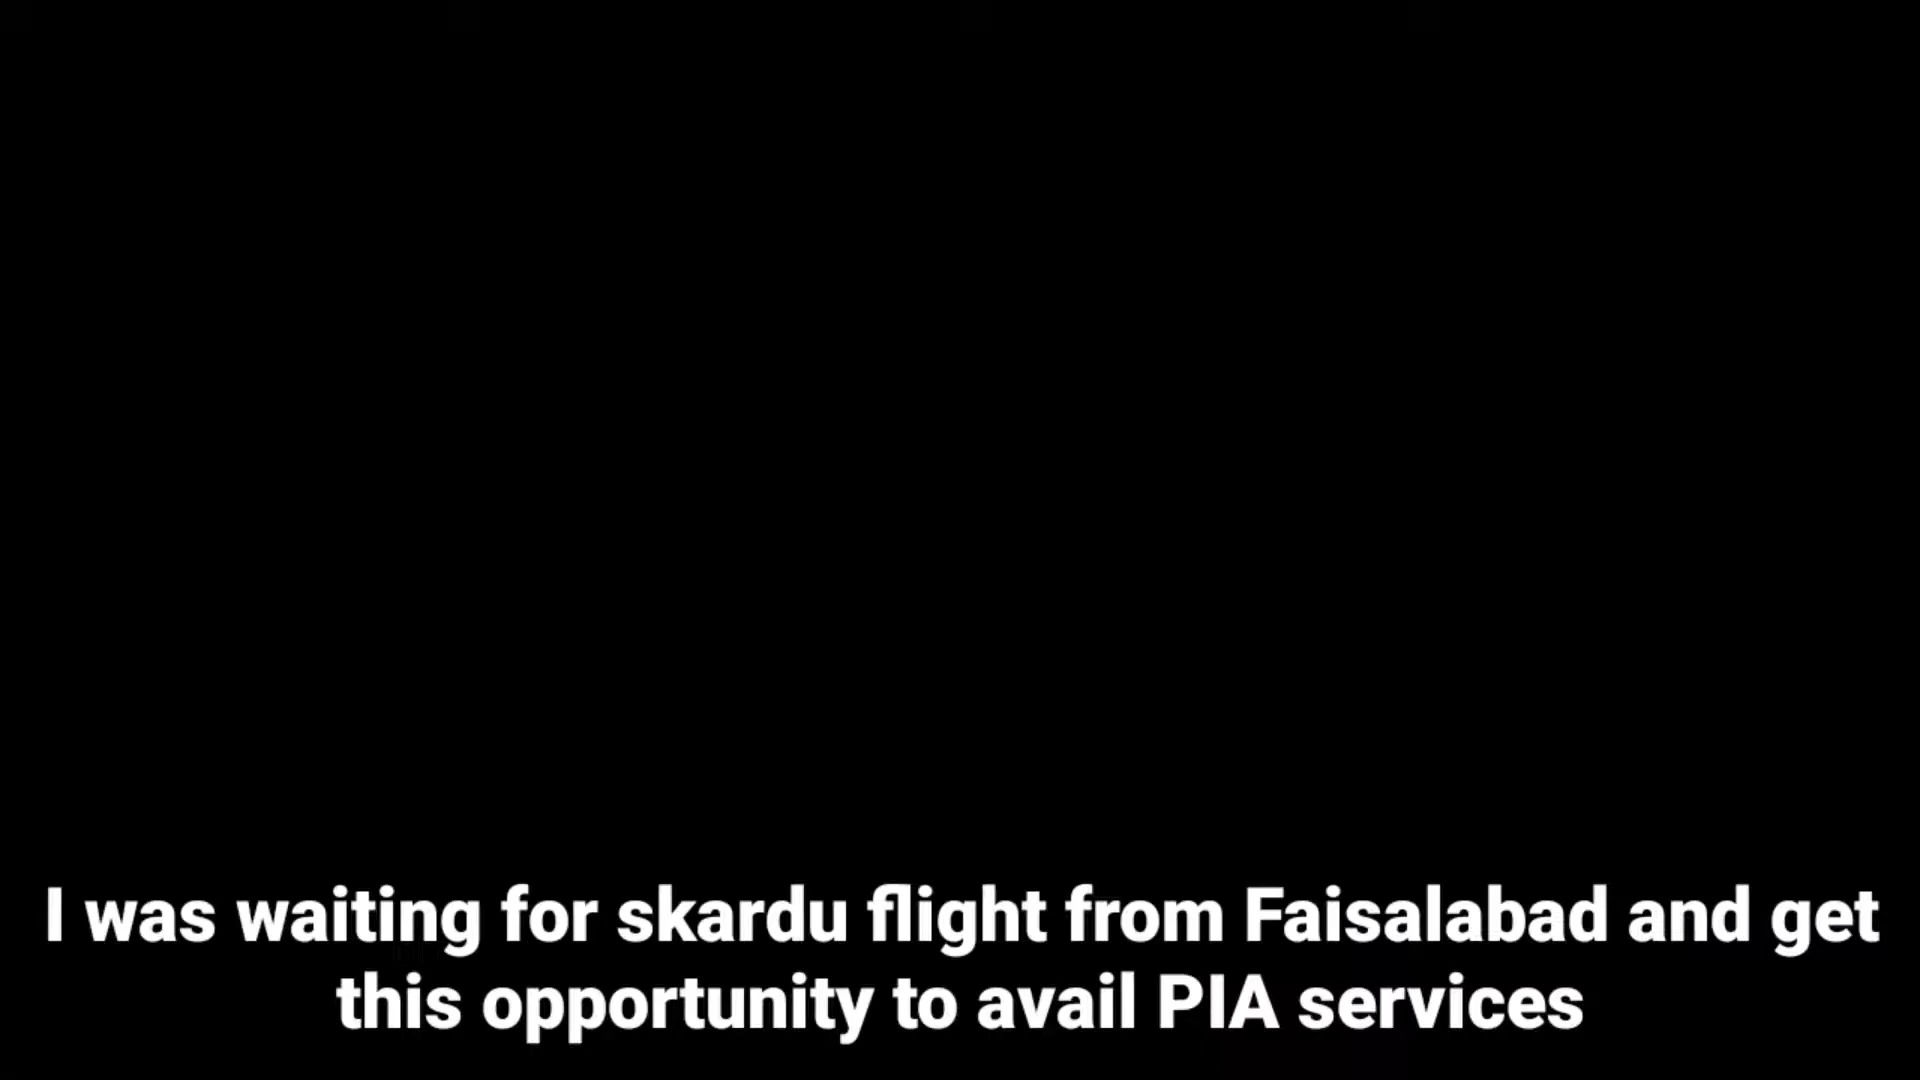 I was waiting for skardu flight from Faisalabad and get
this opportunity to avail PIA services